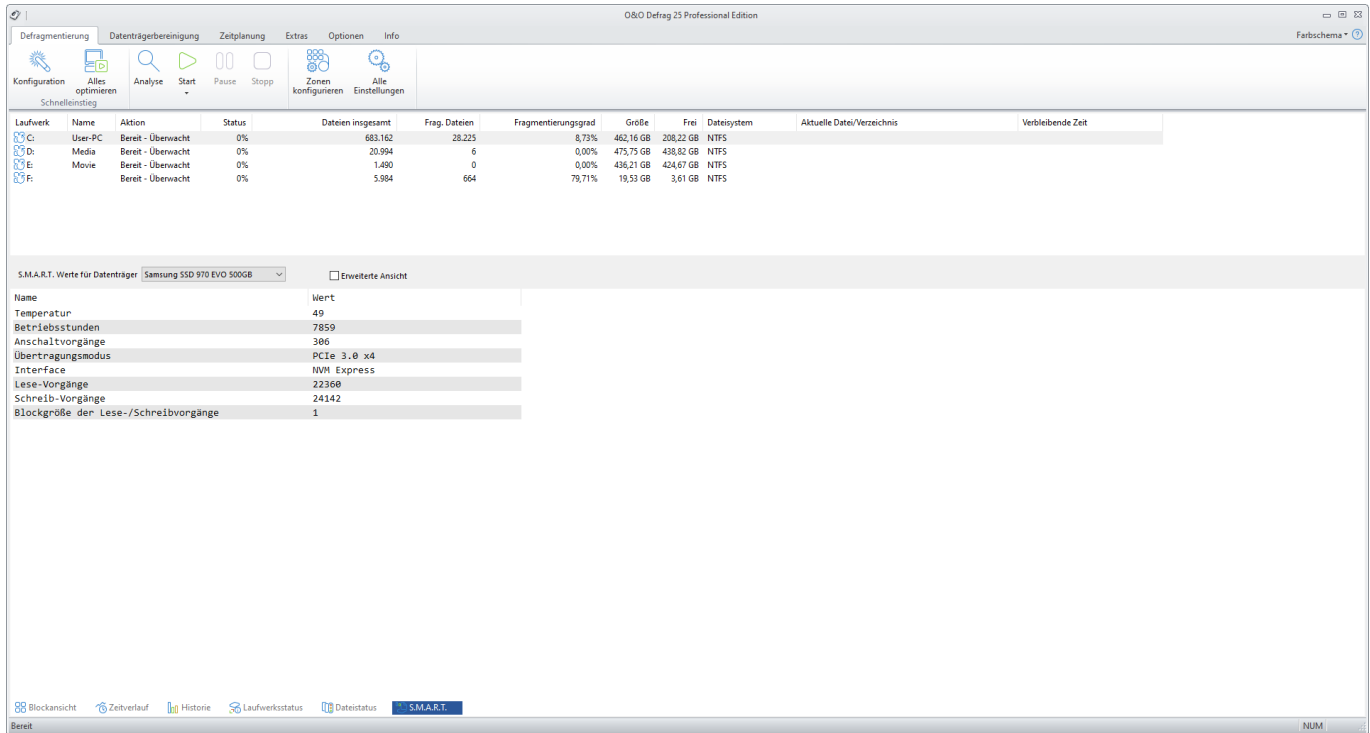 O&O Defrag 25 Professional Edition
Defragmentierung Datenträgerbereinigung Zeitplanung Extras Optionen Info Farbschema
Konfiguration Alles optimieren Analyse Start Pause Stopp Zonen konfigurieren Alle Einstellungen
Schnelleinstieg
Laufwerk Name Aktion Status Dateien insgesamt Frag. Dateien Fragmentierungsgrad Größe Frei Dateisystem Aktuelle Datei/Verzeichnis Verbleibende Zeit
C: User-PC Bereit - Überwacht 0% 683.162 28.225 8,73% 462,16 GB 208,22 GB NTFS
D: Media Bereit - Überwacht 0% 20.994 6 0,00% 475,75 GB 438,82 GB NTFS
E: Movie Bereit - Überwacht 0% 1.490 0 0,00% 436,21 GB 424,67 GB NTFS
F: Bereit - Überwacht 0% 5.984 664 79,71% 19,53 GB 3,61 GB NTFS
S.M.A.R.T. Werte für Datenträger Samsung SSD 970 EVO 500GB Erweiterte Ansicht
Name Wert
Temperatur 49
Betriebsstunden 7859
Anschaltvorgänge 306
Übertragungsmodus PCIe 3.0 x4
Interface NVM Express
Lese-Vorgänge 22360
Schreib-Vorgänge 24142
Blockgröße der Lese-/Schreibvorgänge 1
Blockansicht Zeitverlauf Historie Laufwerksstatus Dateistatus S.M.A.R.T.
Bereit NUM